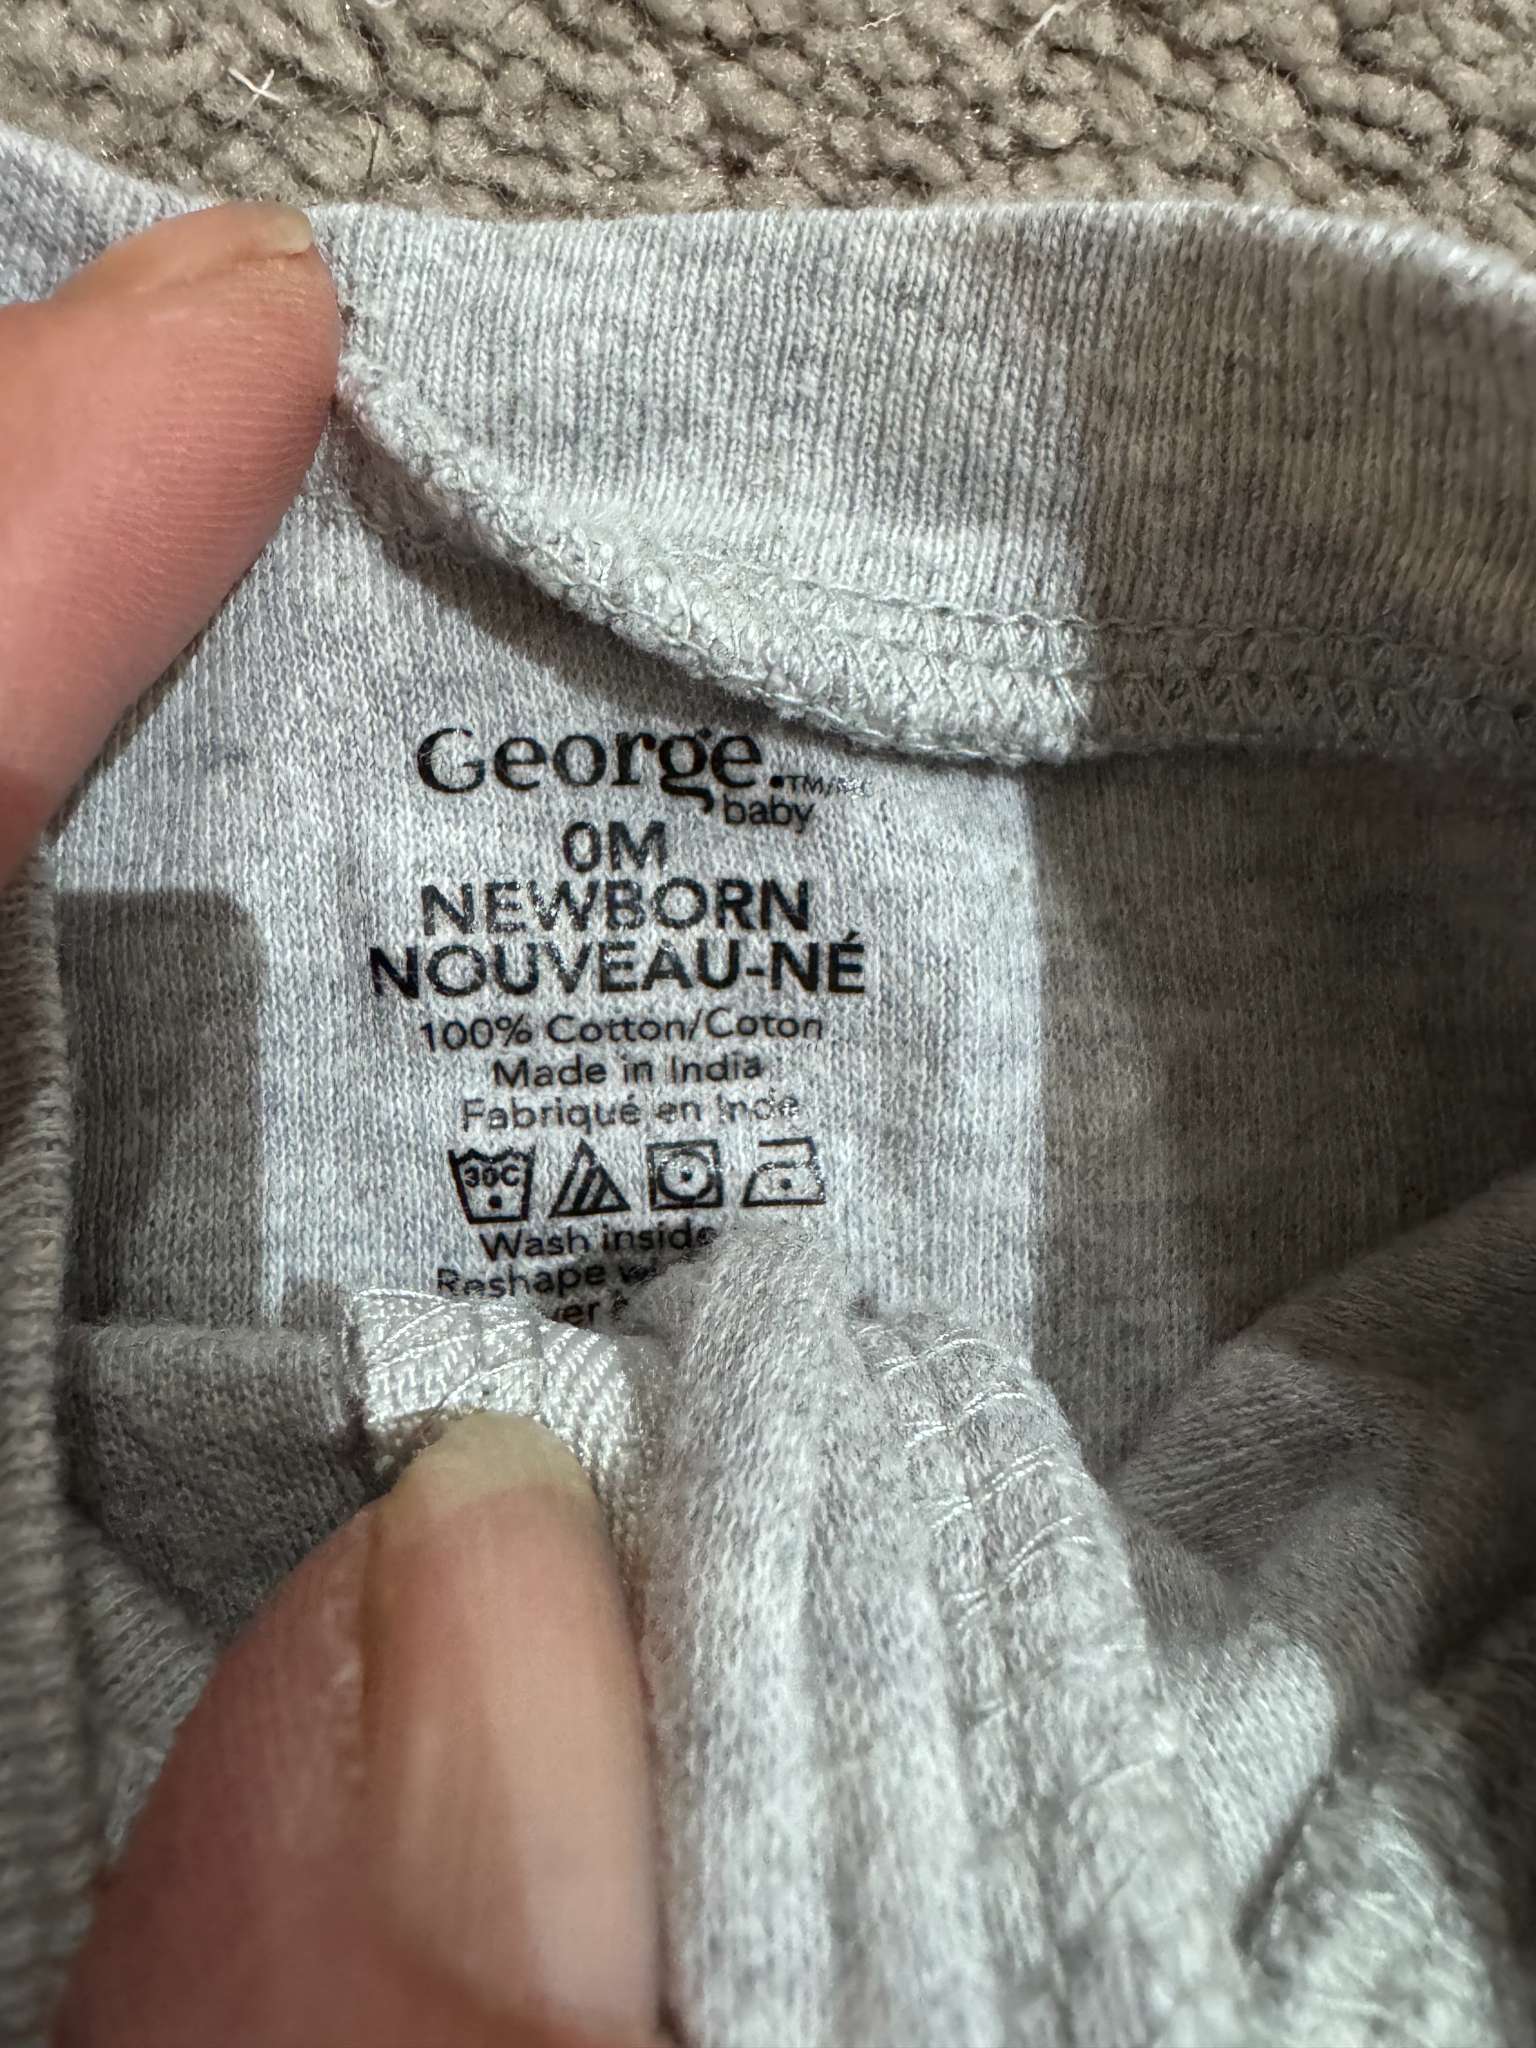 George.TM/MC
baby
0M
NEWBORN
NOUVEAU-NÉ
100% Cotton/Coton
Made in India
Fabriqué en Inde
30C
Wash inside
Reshape